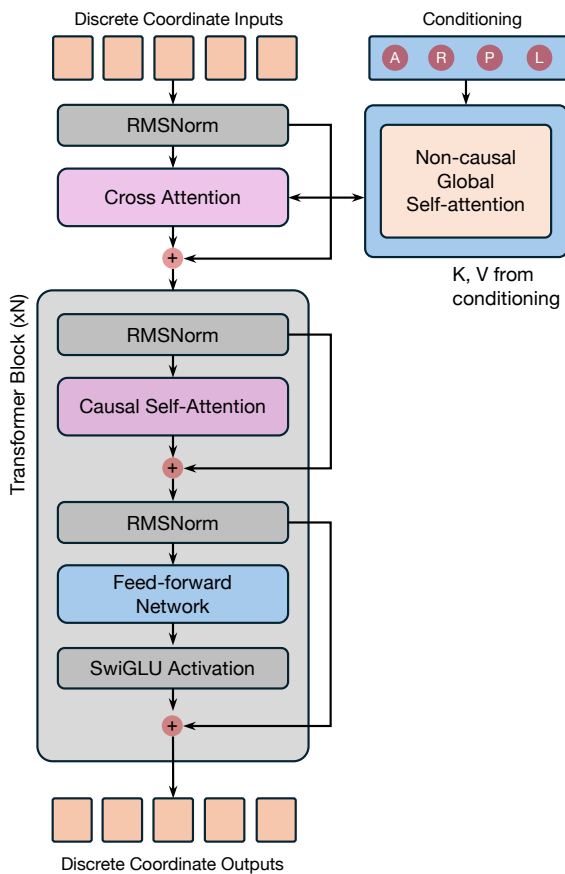 Discrete Coordinate Inputs
Conditioning
A R P L
RMSNorm
Cross Attention
Non-causal
Global
Self-attention
+
K, V from
conditioning
Transformer Block (xN)
RMSNorm
Causal Self-Attention
+
RMSNorm
Feed-forward
Network
SwiGLU Activation
+
Discrete Coordinate Outputs